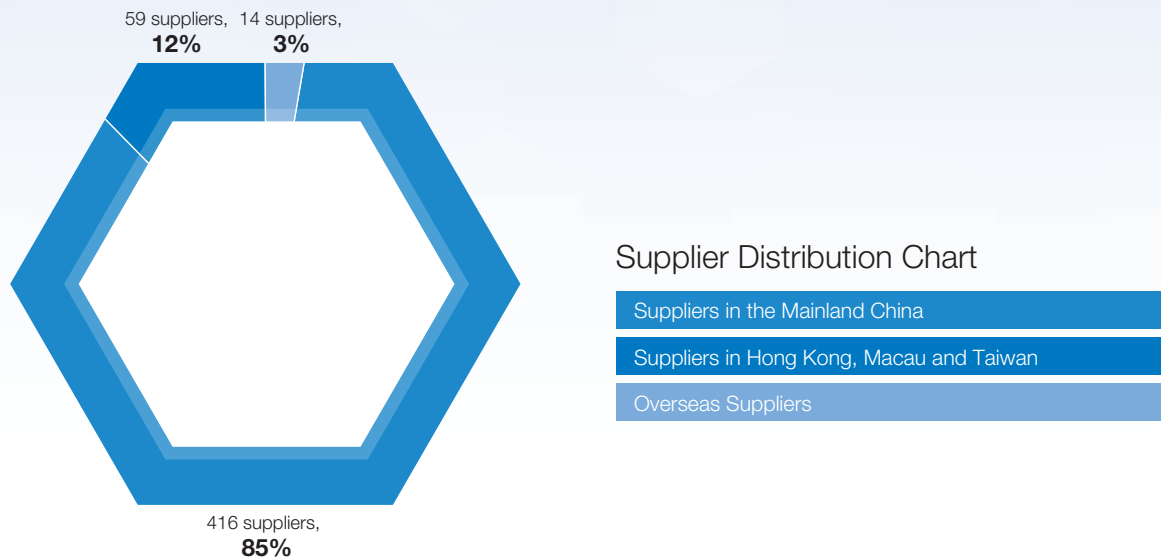 59 suppliers,
12%
14 suppliers,
3%
416 suppliers,
85%
Supplier Distribution Chart
Suppliers in the Mainland China
Suppliers in Hong Kong, Macau and Taiwan
Overseas Suppliers